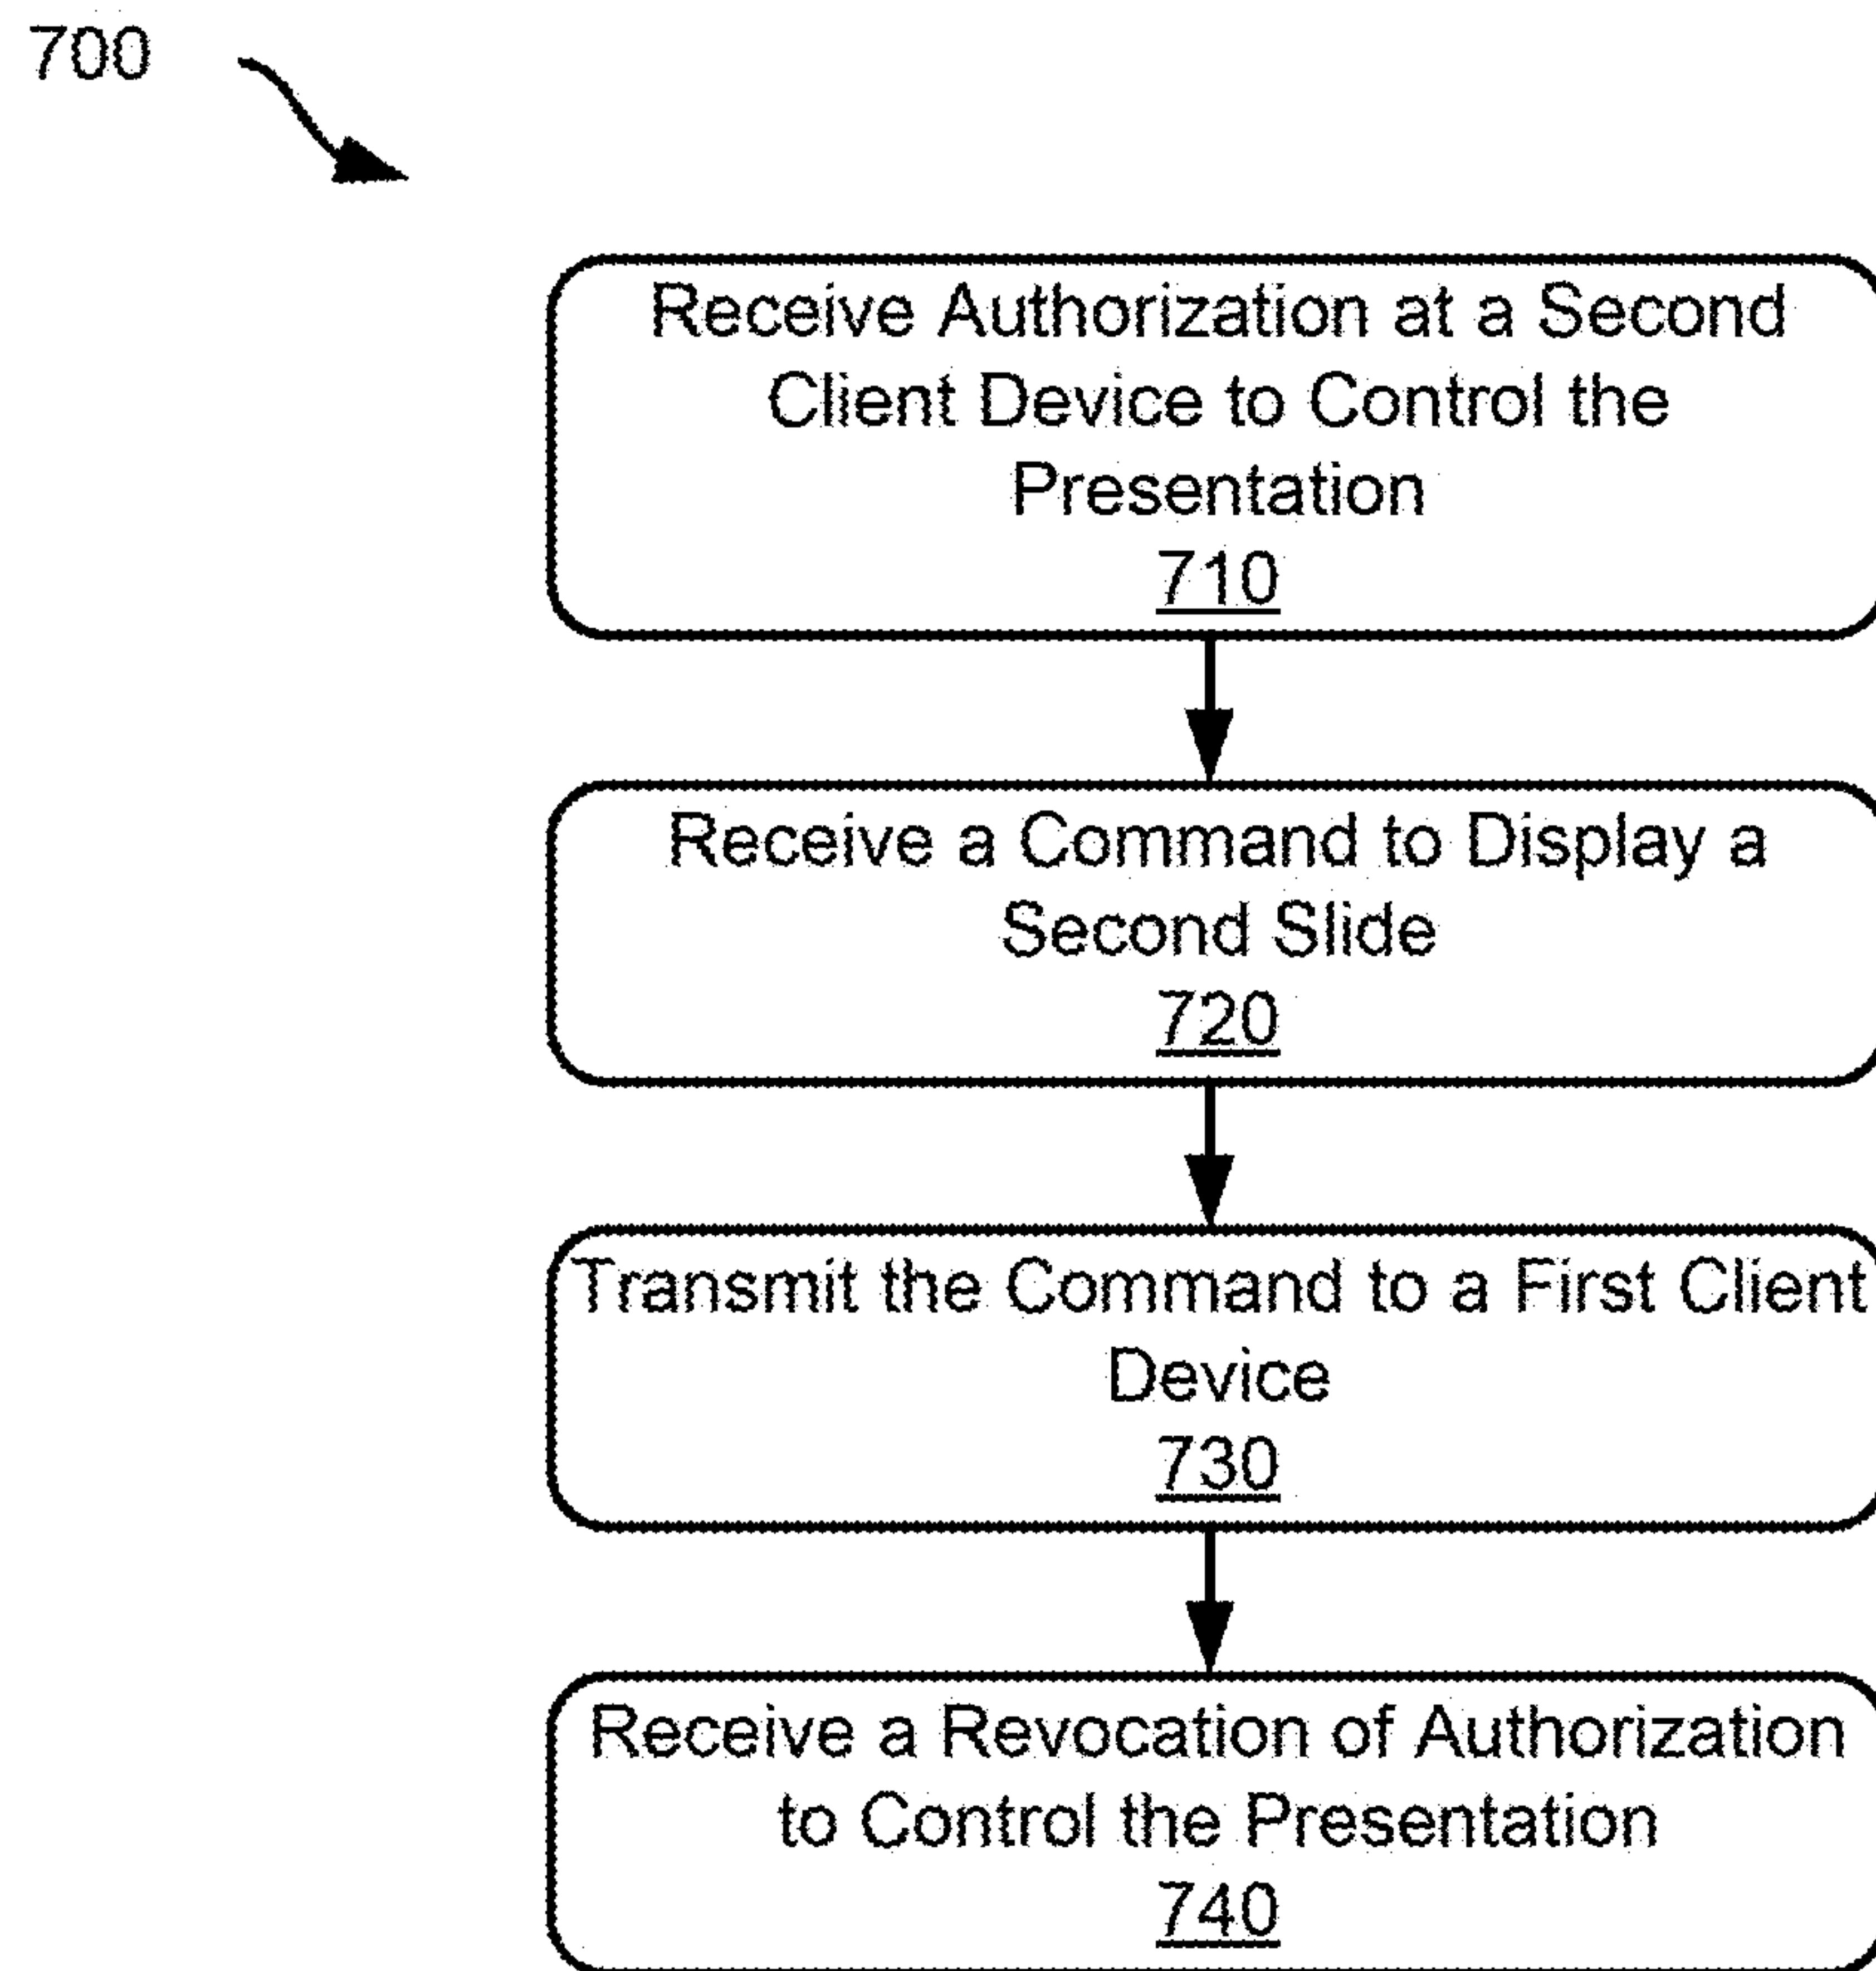 700
Receive Authorization at a Second
Client Device to Control the
Presentation
710
Receive a Command to Display a
Second Slide
720
Transmit the Command to a First Client
Device
730
Receive a Revocation of Authorization
to Control the Presentation
740